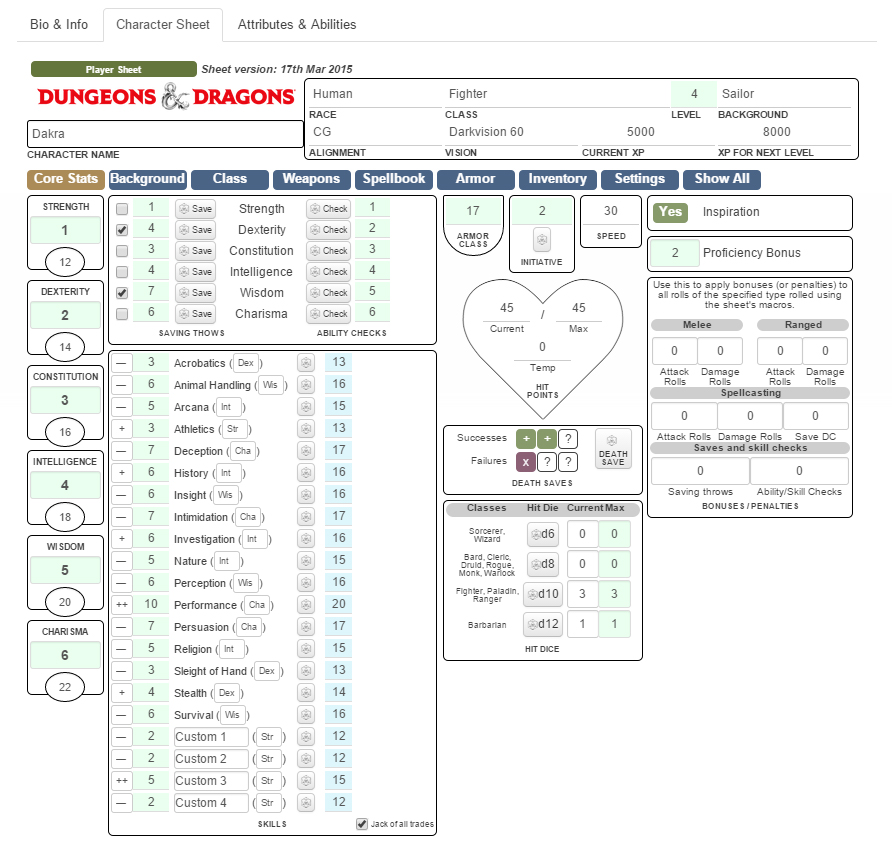 Bio & Info Character Sheet Attributes & Abilities
Player Sheet Sheet version: 17th Mar 2015
DUNGEONS & DRAGONS
Human Fighter 4 Sailor
RACE CLASS LEVEL BACKGROUND
CG Darkvision 60 5000 8000
ALIGNMENT VISION CURRENT XP XP FOR NEXT LEVEL
Dakra
CHARACTER NAME
Core Stats Background Class Weapons Spellbook Armor Inventory Settings Show All
STRENGTH
1
12
DEXTERITY
2
14
CONSTITUTION
3
16
INTELLIGENCE
4
18
WISDOM
5
20
CHARISMA
6
22
1 Save Strength Check 1
4 Save Dexterity Check 2
3 Save Constitution Check 3
4 Save Intelligence Check 4
7 Save Wisdom Check 5
6 Save Charisma Check 6
SAVING THOWS ABILITY CHECKS
— 3 Acrobatics (Dex) 13
— 6 Animal Handling (Wis) 16
— 5 Arcana (Int) 15
+ 3 Athletics (Str) 13
— 7 Deception (Cha) 17
+ 6 History (Int) 16
— 6 Insight (Wis) 16
— 7 Intimidation (Cha) 17
+ 6 Investigation (Int) 16
— 5 Nature (Int) 15
— 6 Perception (Wis) 16
++ 10 Performance (Cha) 20
— 7 Persuasion (Cha) 17
— 5 Religion (Int) 15
— 3 Sleight of Hand (Dex) 13
+ 4 Stealth (Dex) 14
— 6 Survival (Wis) 16
— 2 Custom 1 (Str) 12
— 2 Custom 2 (Str) 12
++ 5 Custom 3 (Str) 15
— 2 Custom 4 (Str) 12
SKILLS Jack of all trades
17
ARMOR
CLASS
2
INITIATIVE
30
SPEED
45 / 45
Current Max
0
Temp
HIT
POINTS
Successes + + ?
Failures x ? ?
DEATH
SAVE
DEATH SAVES
Classes Hit Die Current Max
Sorcerer,
Wizard
d6 0 0
Bard, Cleric,
Druid, Rogue,
Monk, Warlock
d8 0 0
Fighter, Paladin,
Ranger
d10 3 3
Barbarian d12 1 1
HIT DICE
Yes Inspiration
2 Proficiency Bonus
Use this to apply bonuses (or penalties) to
all rolls of the specified type rolled using
the sheet's macros.
Melee Ranged
0 0 0 0
Attack Damage Attack Damage
Rolls Rolls Rolls Rolls
Spellcasting
0 0 0
Attack Rolls Damage Rolls Save DC
Saves and skill checks
0 0
Saving throws Ability/Skill Checks
BONUSES / PENALTIES